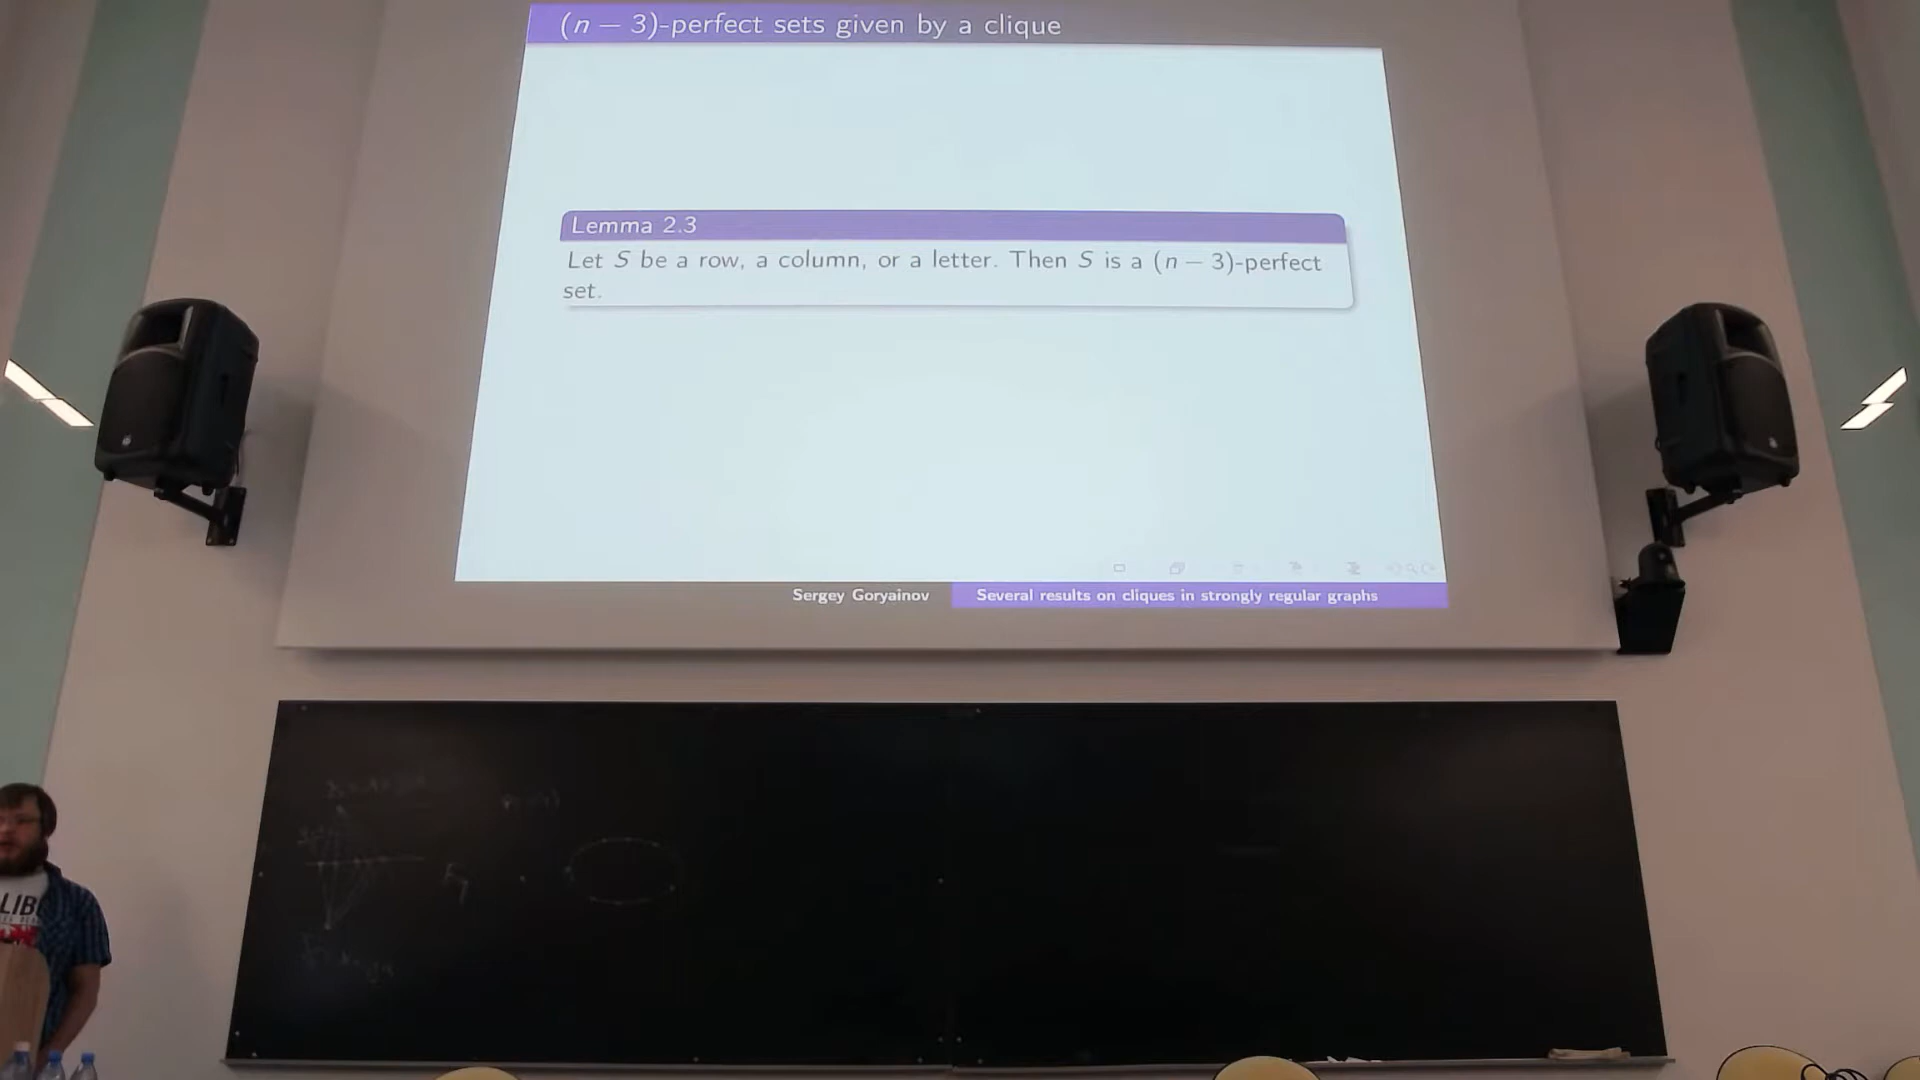 (n − 3)-perfect sets given by a clique
Lemma 2.3
Let S be a row, a column, or a letter. Then S is a (n − 3)-perfect
set.
Sergey Goryainov
Several results on cliques in strongly regular graphs
LIB